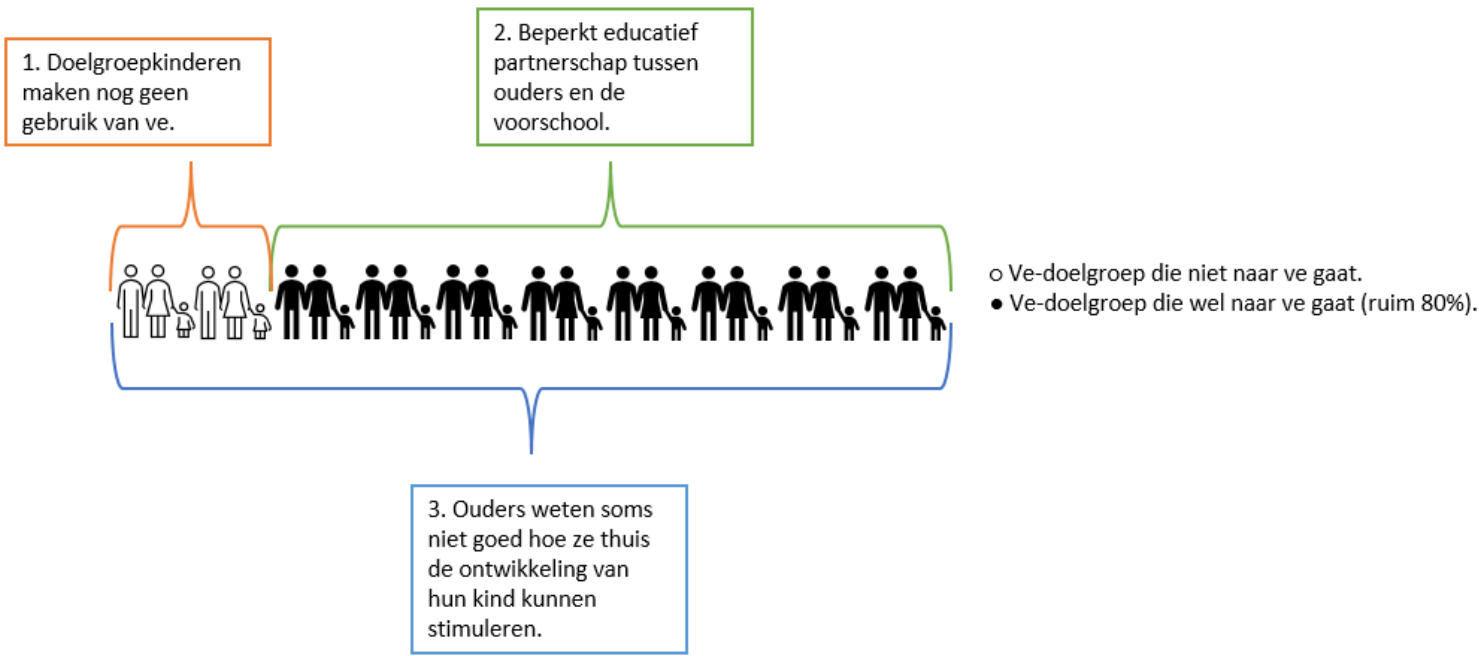 1. Doelgroepkinderen
maken nog geen
gebruik van ve.
2. Beperkt educatief
partnerschap tussen
ouders en de
voorschool.
○ Ve-doelgroep die niet naar ve gaat.
● Ve-doelgroep die wel naar ve gaat (ruim 80%).
3. Ouders weten soms
niet goed hoe ze thuis
de ontwikkeling van
hun kind kunnen
stimuleren.